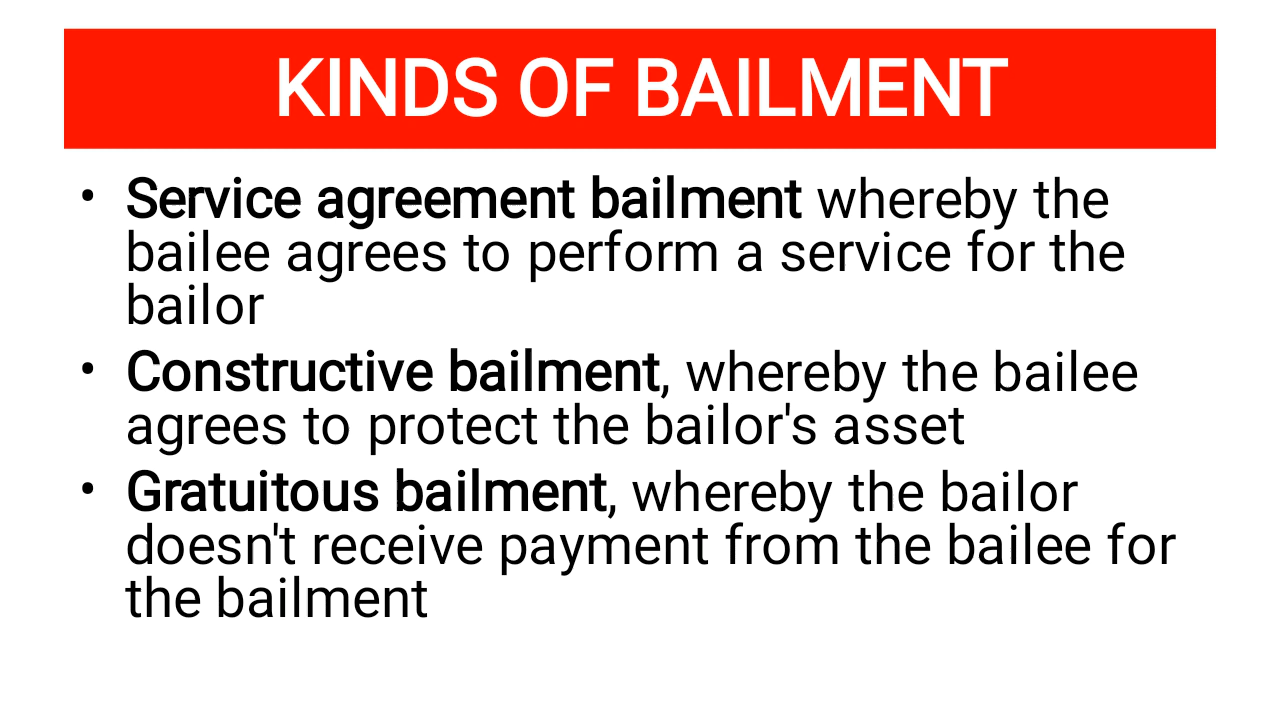 KINDS OF BAILMENT
• Service agreement bailment whereby the
bailee agrees to perform a service for the
bailor
• Constructive bailment, whereby the bailee
agrees to protect the bailor's asset
• Gratuitous bailment, whereby the bailor
doesn't receive payment from the bailee for
the bailment